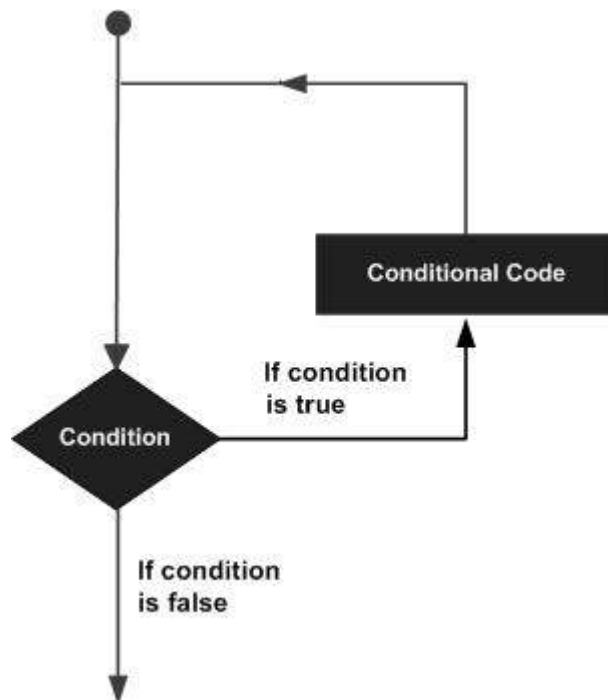 Conditional Code
If condition
is true
Condition
If condition
is false